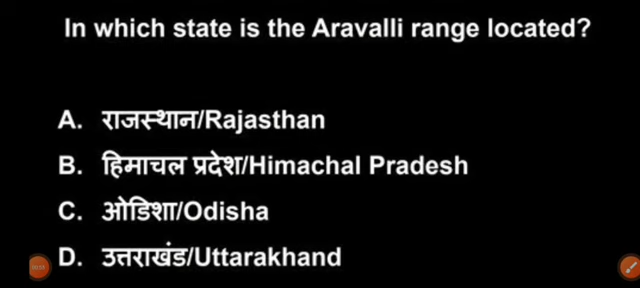 In which state is the Aravalli range located?
A. राजस्थान/Rajasthan
B. हिमाचल प्रदेश/Himachal Pradesh
C. ओडिशा/Odisha
D. उत्तराखंड/Uttarakhand